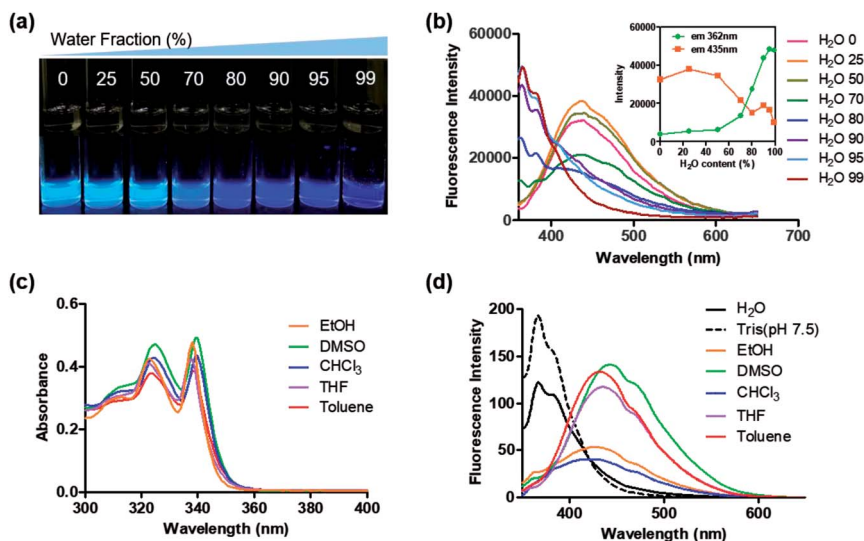 (a)
Water Fraction (%)
0 25 50 70 80 90 95 99
(b)
Fluorescence Intensity
60000
50000
40000
30000
20000
10000
0
400 500 600 700
Wavelength (nm)
em 362nm
em 435nm
Intensity
60000
40000
20000
0
0 20 40 60 80 100
H₂O content (%)
H₂O 0
H₂O 25
H₂O 50
H₂O 70
H₂O 80
H₂O 90
H₂O 95
H₂O 99
(c)
Absorbance
0.6
0.4
0.2
0.0
300 320 340 360 380 400
Wavelength (nm)
EtOH
DMSO
CHCl₃
THF
Toluene
(d)
Fluorescence Intensity
200
150
100
50
0
400 500 600
Wavelength (nm)
H₂O
Tris(pH 7.5)
EtOH
DMSO
CHCl₃
THF
Toluene